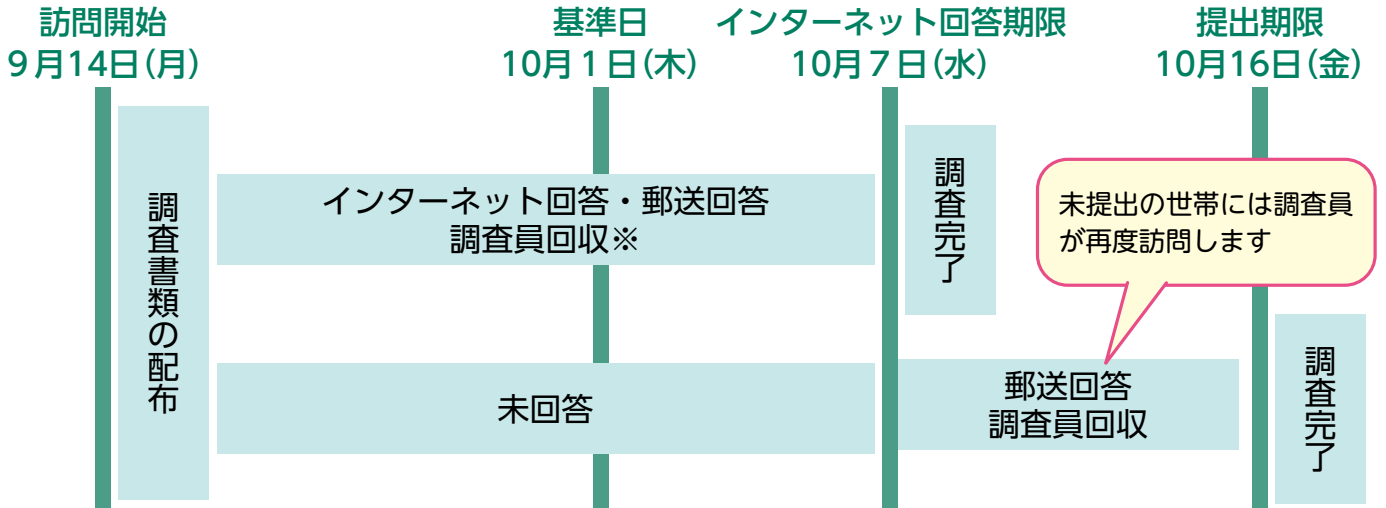 訪問開始
9月14日(月)
基準日
10月1日(木)
インターネット回答期限
10月7日(水)
提出期限
10月16日(金)
調査書類の配布
インターネット回答・郵送回答
調査員回収※
調査完了
未提出の世帯には調査員
が再度訪問します
未回答
郵送回答
調査員回収
調査完了